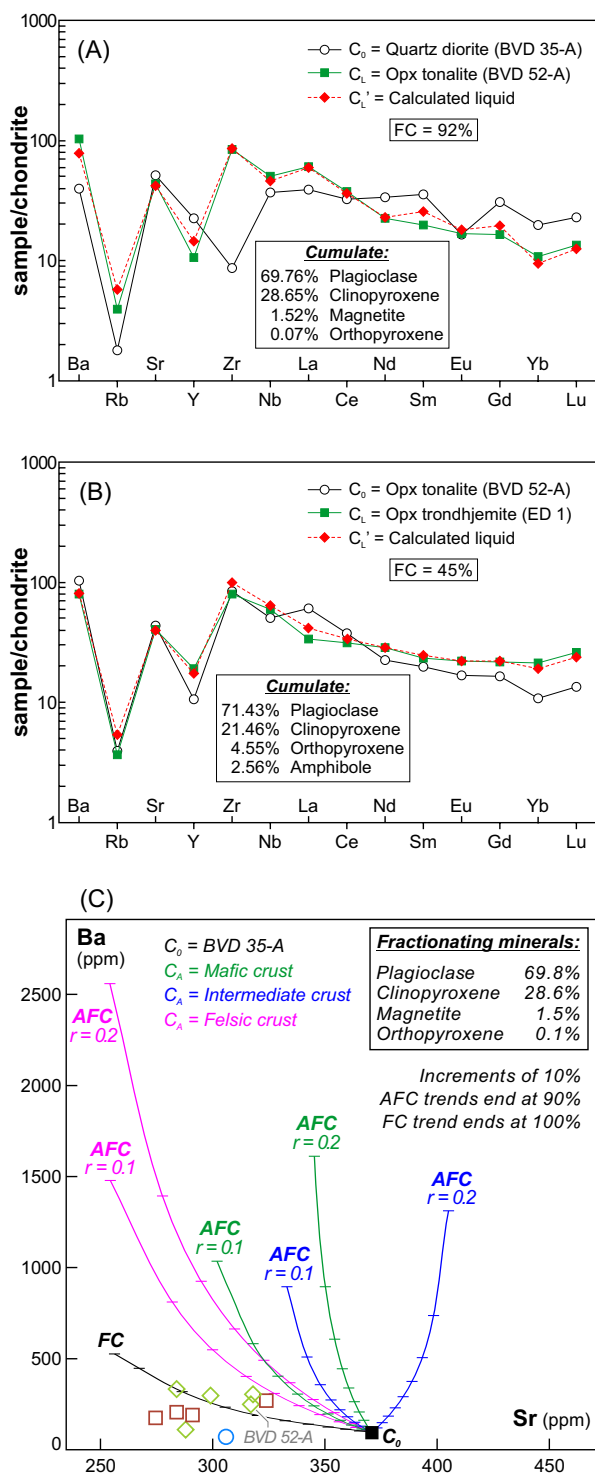 (A)
C₀ = Quartz diorite (BVD 35-A)
C_L = Opx tonalite (BVD 52-A)
C_L' = Calculated liquid
FC = 92%
1000
100
10
1
sample/chondrite
Cumulate:
69.76% Plagioclase
28.65% Clinopyroxene
1.52% Magnetite
0.07% Orthopyroxene
Ba Sr Zr La Nd Eu Yb
Rb Y Nb Ce Sm Gd Lu
(B)
C₀ = Opx tonalite (BVD 52-A)
C_L = Opx trondhjemite (ED 1)
C_L' = Calculated liquid
FC = 45%
1000
100
10
1
sample/chondrite
Cumulate:
71.43% Plagioclase
21.46% Clinopyroxene
4.55% Orthopyroxene
2.56% Amphibole
Ba Sr Zr La Nd Eu Yb
Rb Y Nb Ce Sm Gd Lu
(C)
Ba
(ppm)
C₀ = BVD 35-A
C_A = Mafic crust
C_A = Intermediate crust
C_A = Felsic crust
Fractionating minerals:
Plagioclase 69.8%
Clinopyroxene 28.6%
Magnetite 1.5%
Orthopyroxene 0.1%
Increments of 10%
AFC trends end at 90%
FC trend ends at 100%
2500
2000
1500
1000
500
0
AFC
r = 0.2
AFC
r = 0.1
AFC
r = 0.1
AFC
r = 0.2
AFC
r = 0.1
AFC
r = 0.2
FC
BVD 52-A
C₀
Sr (ppm)
250 300 350 400 450